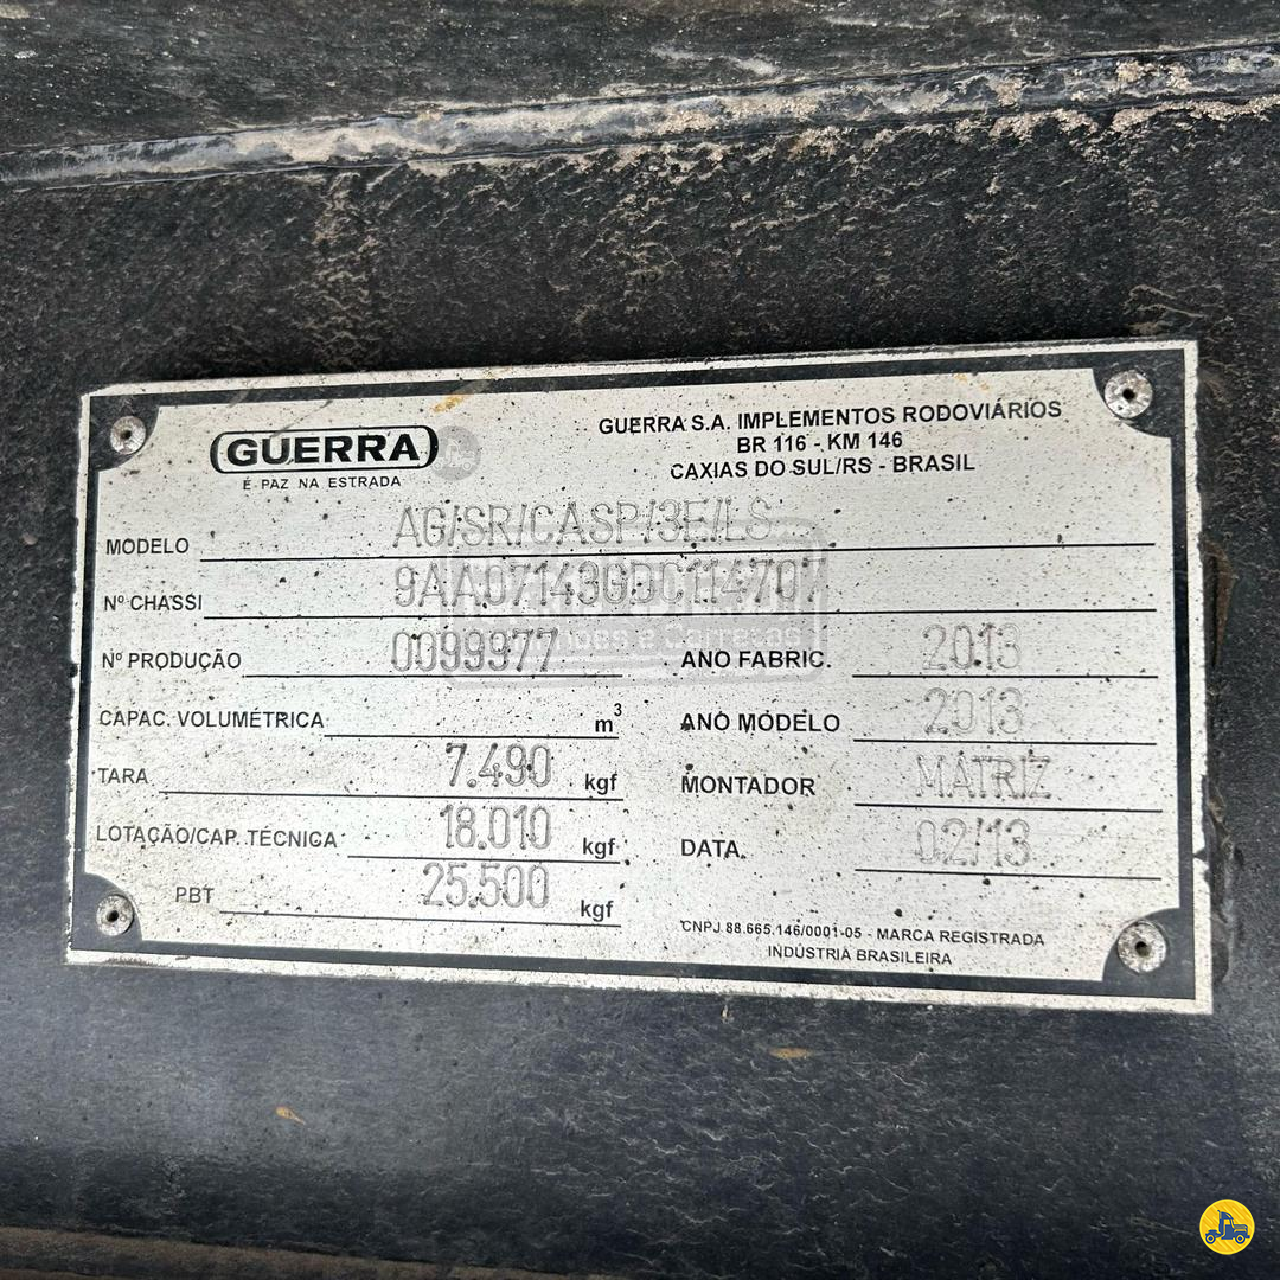 GUERRA
É PAZ NA ESTRADA
GUERRA S.A. IMPLEMENTOS RODOVIÁRIOS
BR 116 - KM 146
CAXIAS DO SUL/RS - BRASIL
MODELO AG/SR/CASP/3E/LS
Nº CHASSI 9AA07143GDC114707
Nº PRODUÇÃO 0099977
ANO FABRIC. 2013
CAPAC. VOLUMÉTRICA m³
ANO MODELO 2013
TARA 7.490 kgf
MONTADOR MATRIZ
LOTAÇÃO/CAP. TÉCNICA 18.010 kgf
DATA 02/13
PBT 25.500 kgf
CNPJ 88.665.146/0001-05 - MARCA REGISTRADA
INDÚSTRIA BRASILEIRA
e Carretas